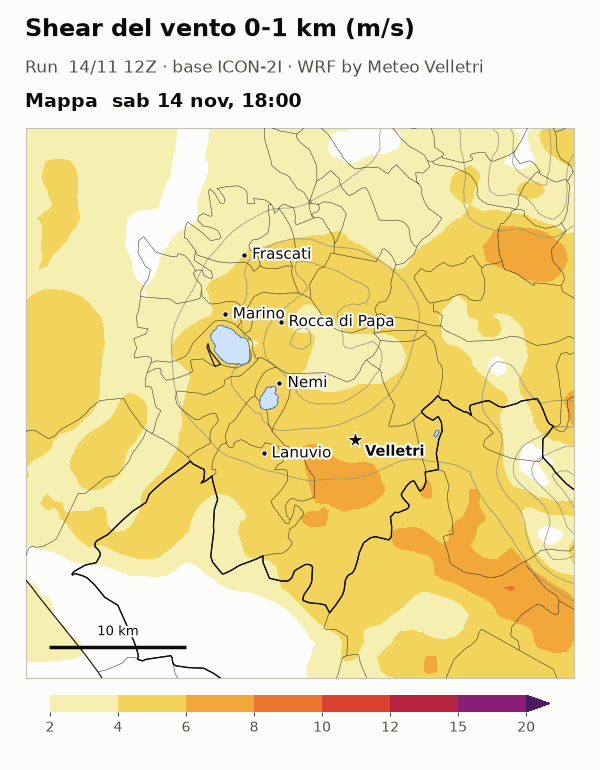 Shear del vento 0-1 km (m/s)
Run  14/11 12Z · base ICON-2I · WRF by Meteo Velletri
Mappa  sab 14 nov, 18:00
Frascati
Marino
Rocca di Papa
Nemi
Velletri
Lanuvio
10 km
2 4 6 8 10 12 15 20